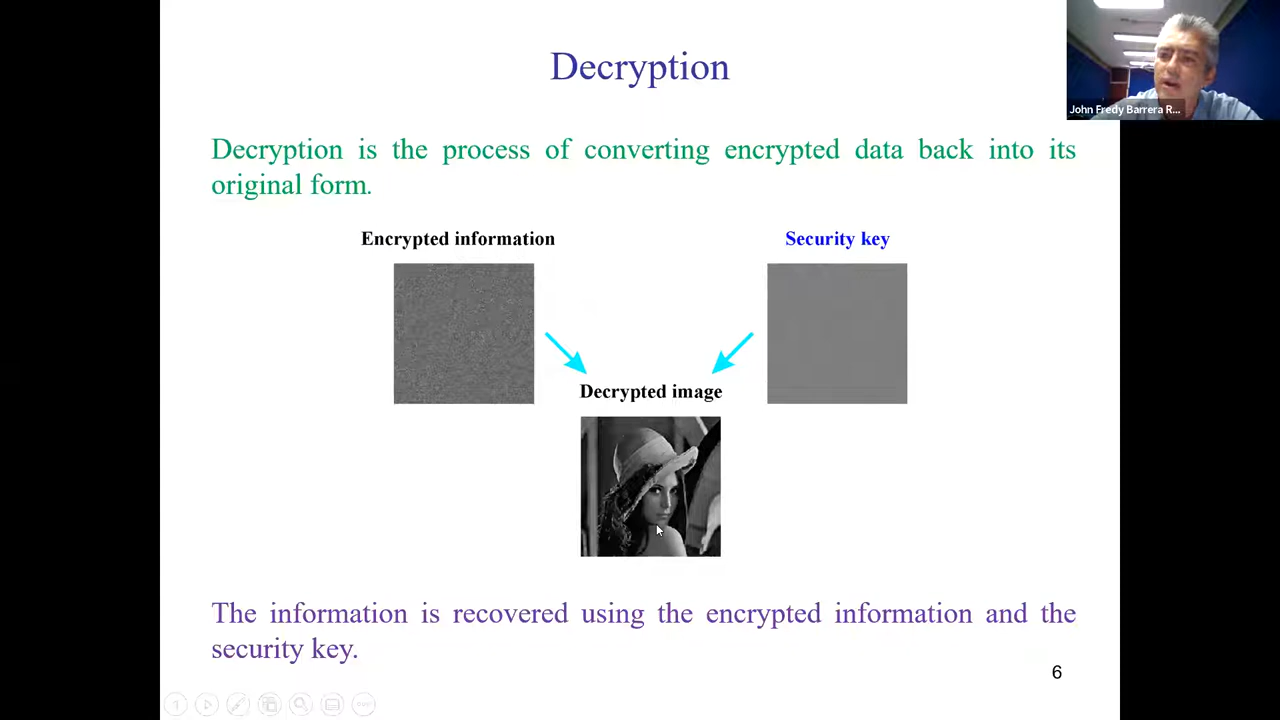 Decryption
John Fredy Barrera R...
Decryption is the process of converting encrypted data back into its
original form.
Encrypted information
Security key
Decrypted image
The information is recovered using the encrypted information and the
security key.
6